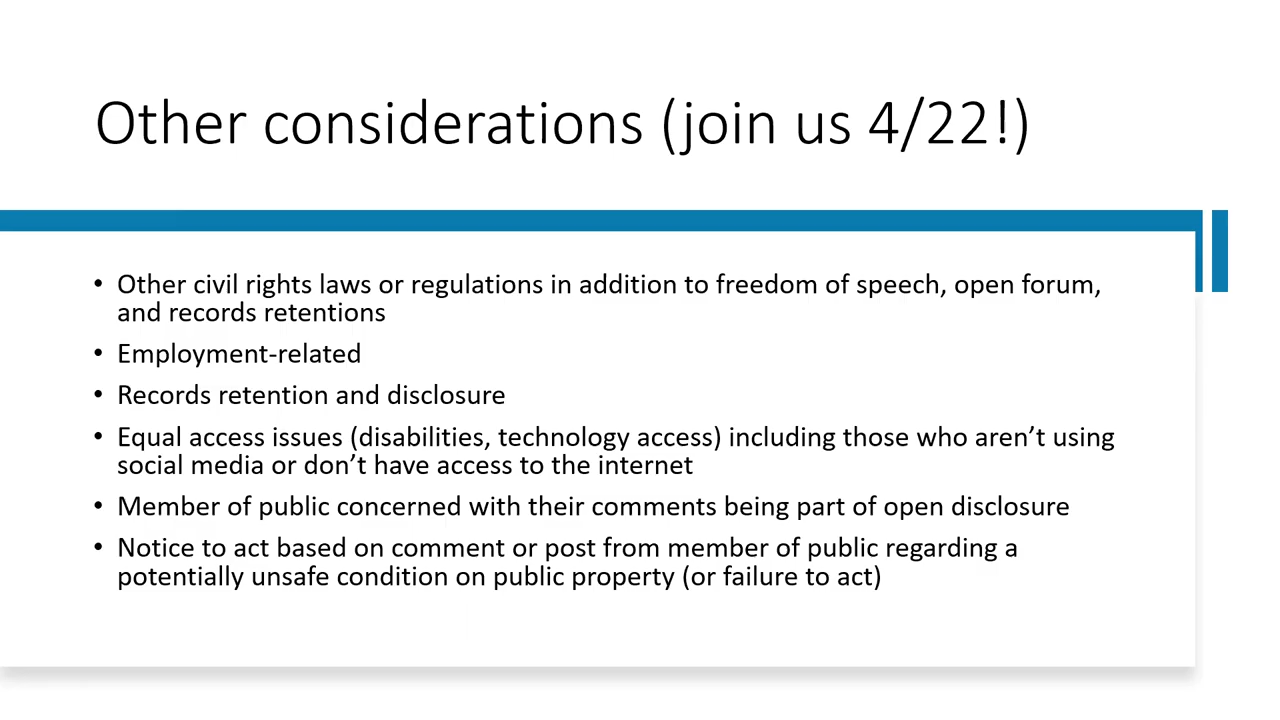 Other considerations (join us 4/22!)
• Other civil rights laws or regulations in addition to freedom of speech, open forum,
and records retentions
• Employment-related
• Records retention and disclosure
• Equal access issues (disabilities, technology access) including those who aren’t using
social media or don’t have access to the internet
• Member of public concerned with their comments being part of open disclosure
• Notice to act based on comment or post from member of public regarding a
potentially unsafe condition on public property (or failure to act)